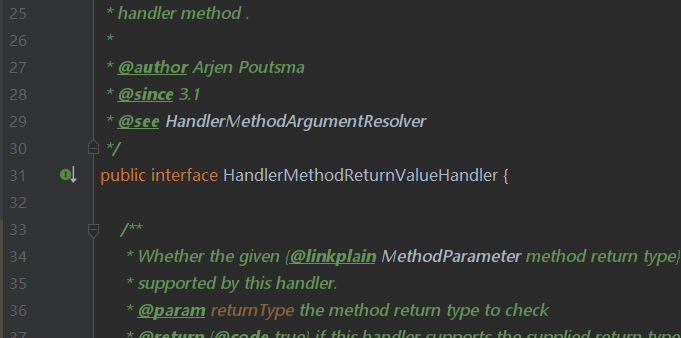 25 * handler method .
26 *
27 * @author Arjen Poutsma
28 * @since 3.1
29 * @see HandlerMethodArgumentResolver
30 */
31 public interface HandlerMethodReturnValueHandler {
32
33 /**
34 * Whether the given {@linkplain MethodParameter method return type}
35 * supported by this handler.
36 * @param returnType the method return type to check
37 * @return {@code true} if this handler supports the supplied return type